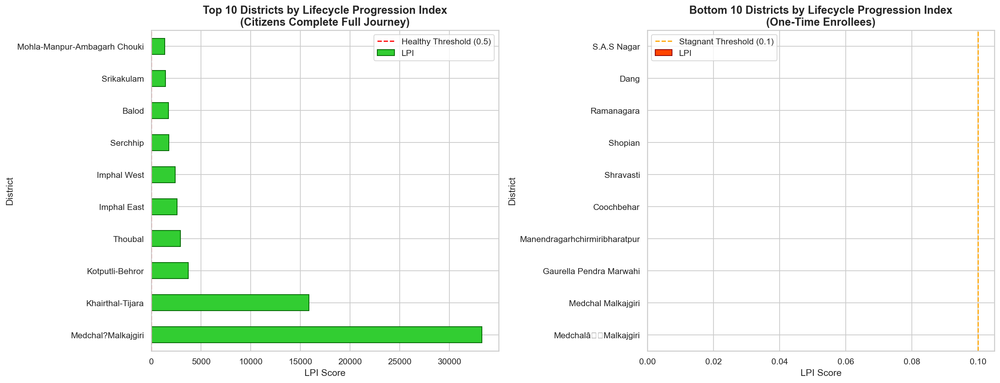 Top 10 Districts by Lifecycle Progression Index
(Citizens Complete Full Journey)
Healthy Threshold (0.5)
LPI
District
Mohla-Manpur-Ambagarh Chouki
Srikakulam
Balod
Serchhip
Imphal West
Imphal East
Thoubal
Kotputli-Behror
Khairthal-Tijara
Medchal?Malkajgiri
0 5000 10000 15000 20000 25000 30000
LPI Score
Bottom 10 Districts by Lifecycle Progression Index
(One-Time Enrollees)
Stagnant Threshold (0.1)
LPI
District
S.A.S Nagar
Dang
Ramanagara
Shopian
Shravasti
Coochbehar
Manendragarhchirmiribharatpur
Gaurella Pendra Marwahi
Medchal Malkajgiri
Medchalâ□□Malkajgiri
0.00 0.02 0.04 0.06 0.08 0.10
LPI Score